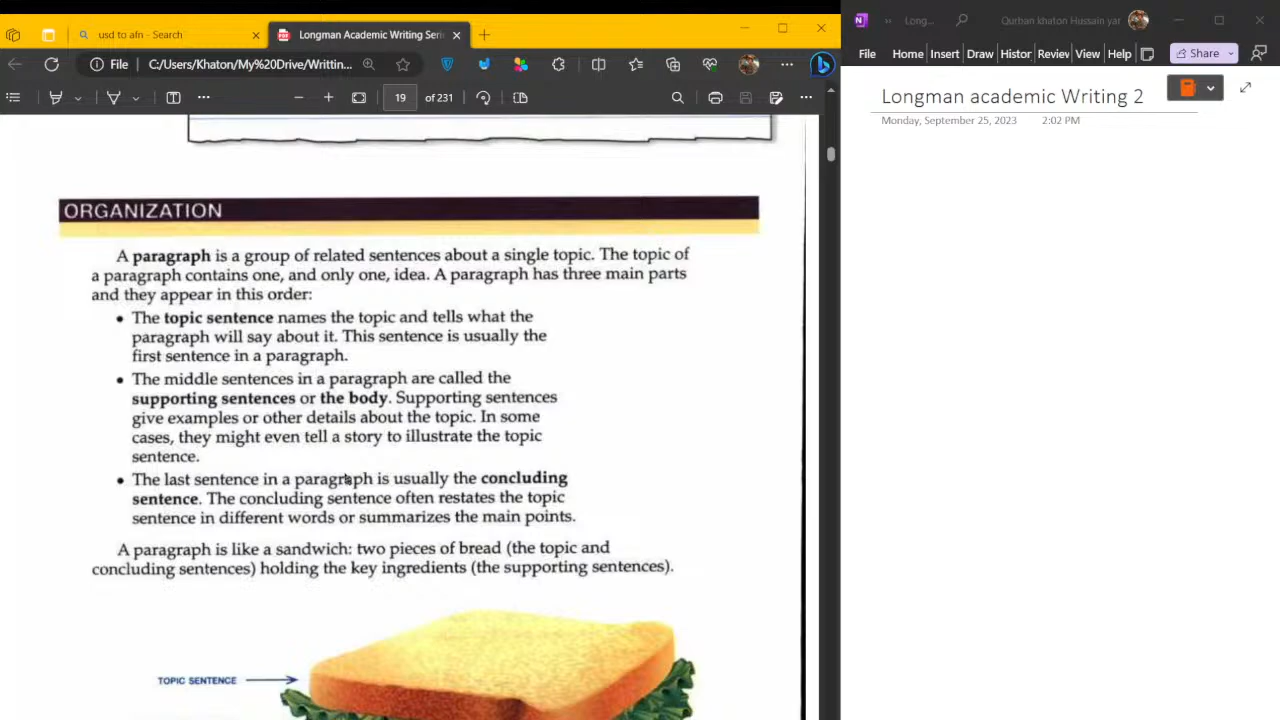 usd to afn - Search
Longman Academic Writing Seri
File
C:/Users/Khaton/My%20Drive/Writtin...
19 of 231
ORGANIZATION
A paragraph is a group of related sentences about a single topic. The topic of
a paragraph contains one, and only one, idea. A paragraph has three main parts
and they appear in this order:
• The topic sentence names the topic and tells what the
paragraph will say about it. This sentence is usually the
first sentence in a paragraph.
• The middle sentences in a paragraph are called the
supporting sentences or the body. Supporting sentences
give examples or other details about the topic. In some
cases, they might even tell a story to illustrate the topic
sentence.
• The last sentence in a paragraph is usually the concluding
sentence. The concluding sentence often restates the topic
sentence in different words or summarizes the main points.
A paragraph is like a sandwich: two pieces of bread (the topic and
concluding sentences) holding the key ingredients (the supporting sentences).
TOPIC SENTENCE
Long...
Qurban khuton Hussain yar
File Home Insert Draw Histor Review View Help
Share
Longman academic Writing 2
Monday, September 25, 2023 2:02 PM